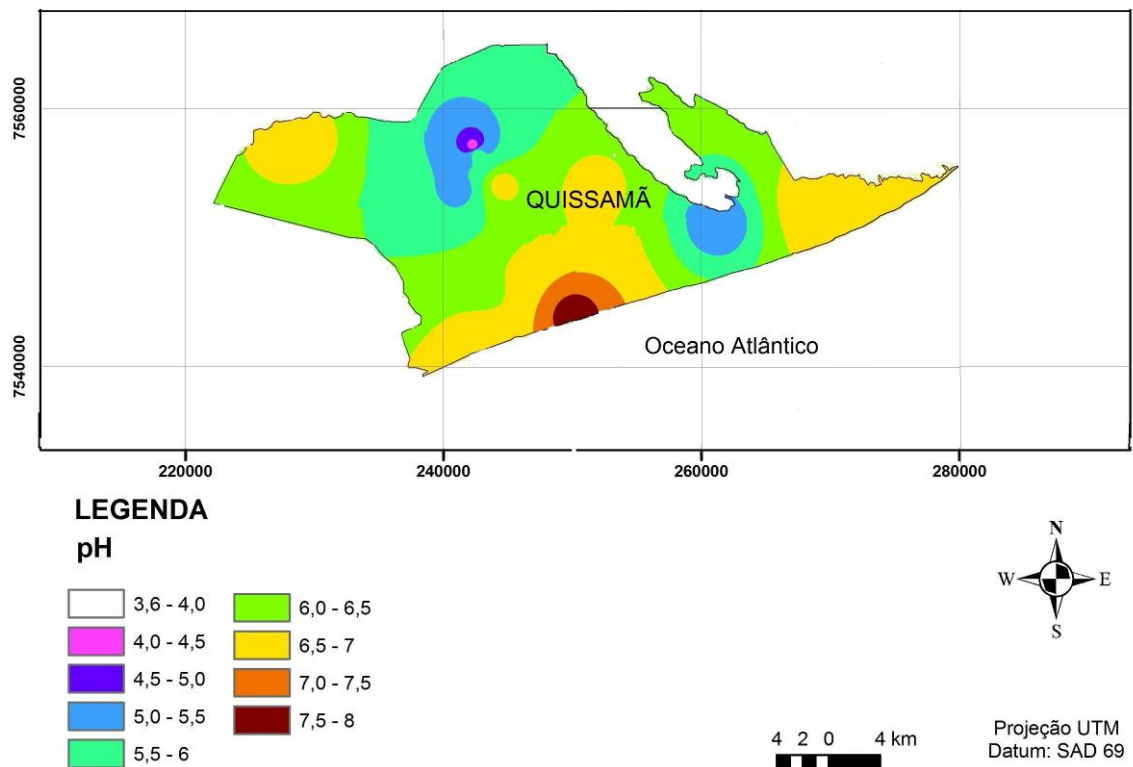 7560000
7540000
QUISSAMÃ
Oceano Atlântico
220000
240000
260000
280000
LEGENDA
pH
3,6 - 4,0
4,0 - 4,5
4,5 - 5,0
5,0 - 5,5
5,5 - 6
6,0 - 6,5
6,5 - 7
7,0 - 7,5
7,5 - 8
N
W
E
S
4 2 0 4 km
Projeção UTM
Datum: SAD 69